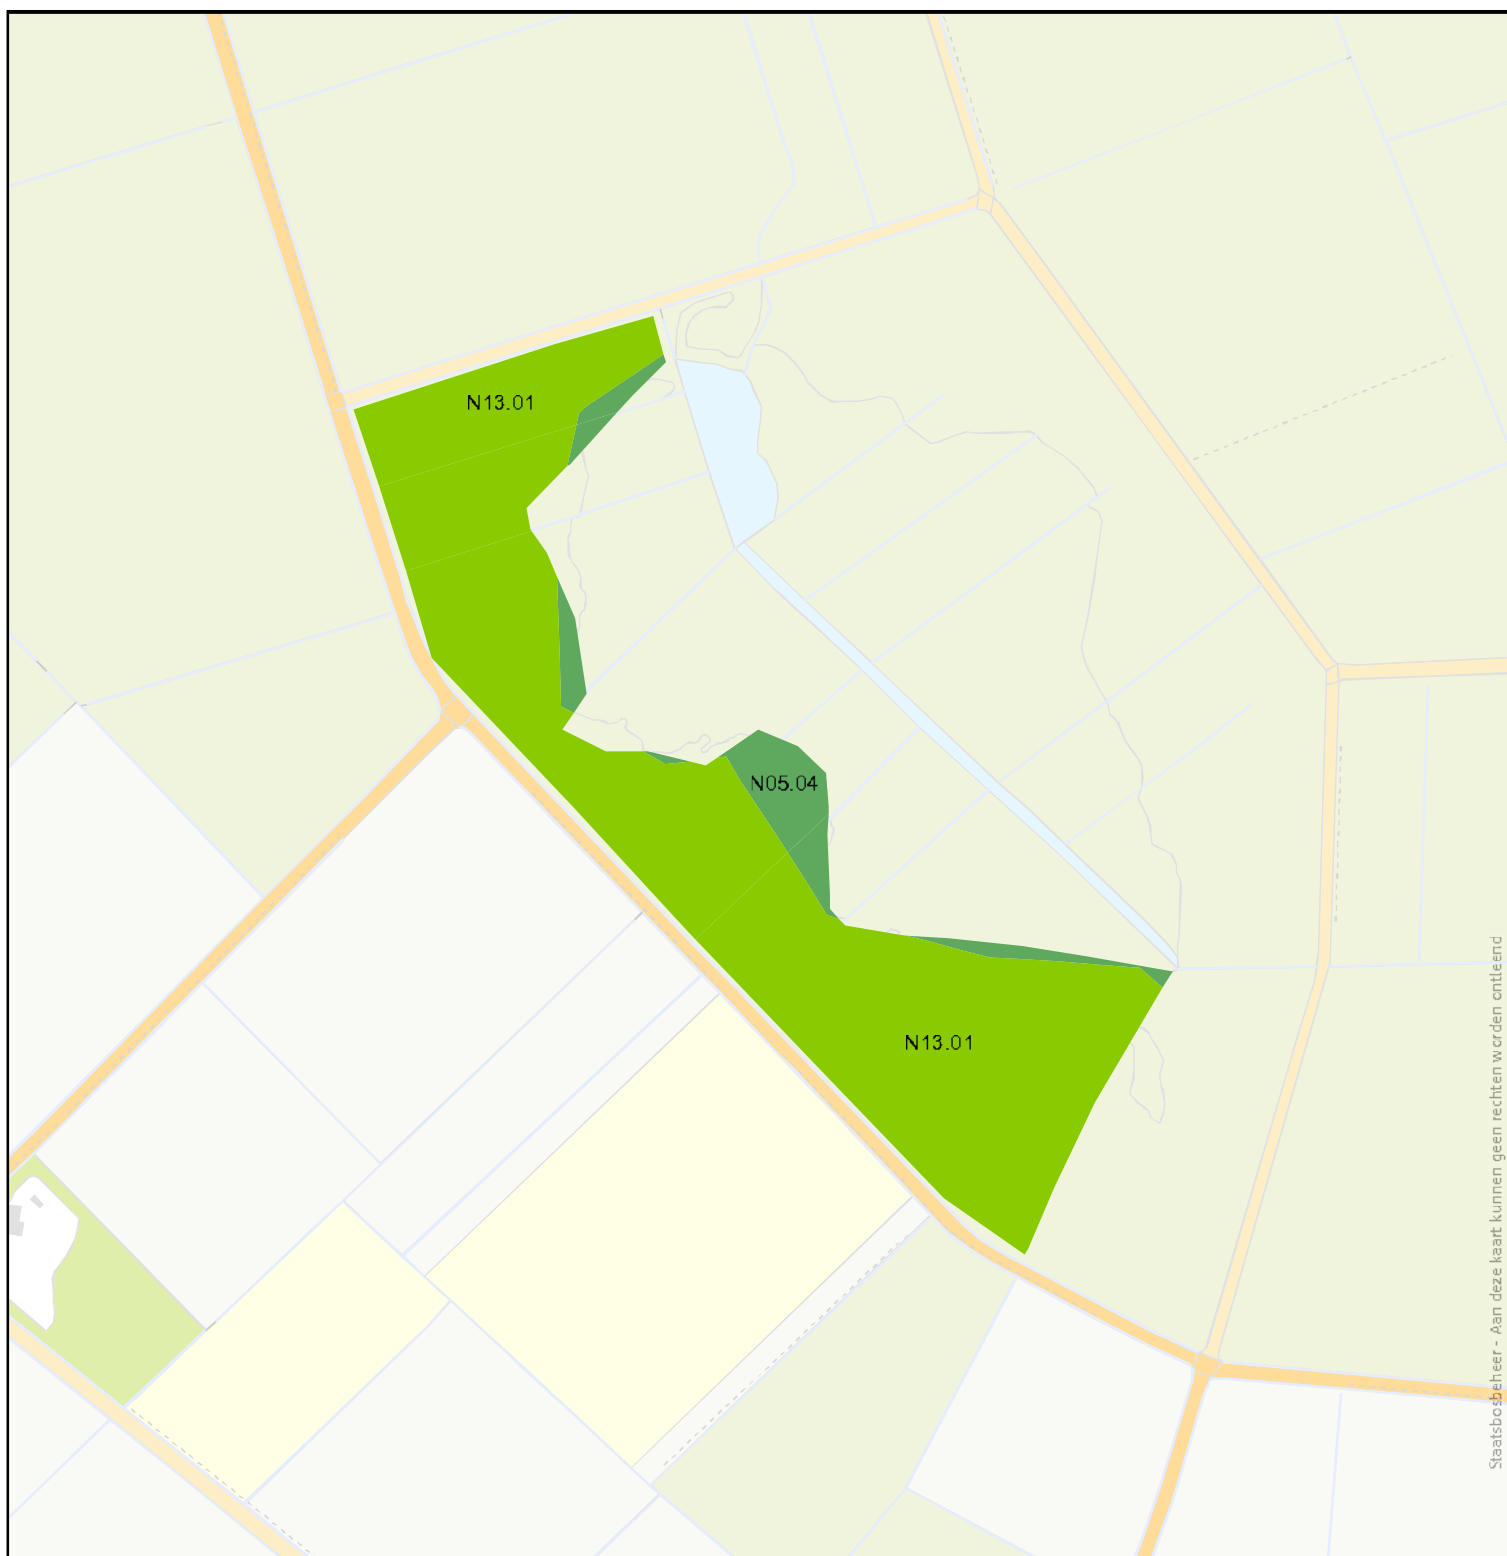 N13.01
N05.04
N13.01
Staatsbosbeheer - Aan deze kaart kunnen geen rechten worden ontleend